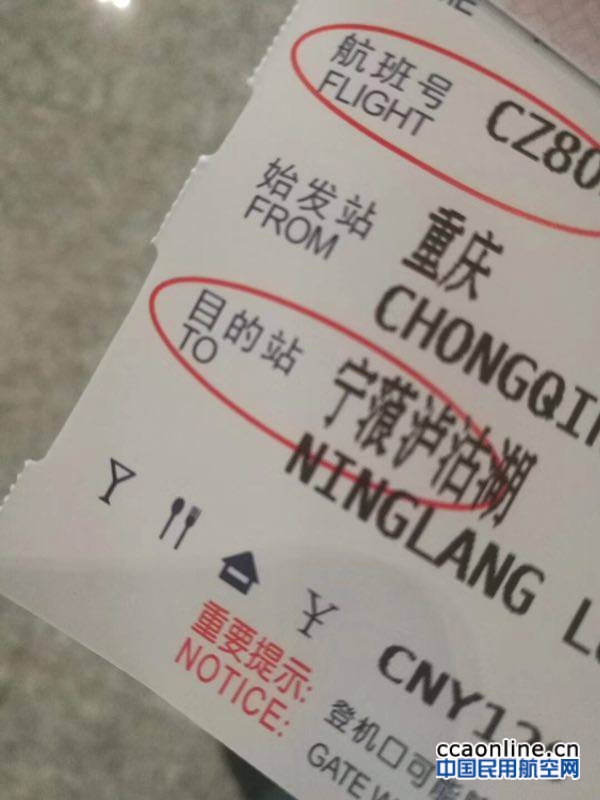 航班号
FLIGHT
CZ80
始发站
FROM
重庆
CHONGQI
目的站
TO
宁蒗泸沽湖
NINGLANG L
CNY12
重要提示:
NOTICE:
登机口可能
GATE
ccaonline.cn
中国民用航空网